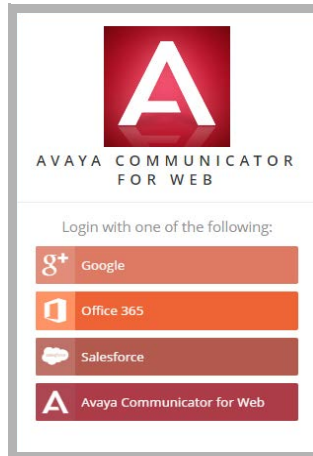 AVAYA COMMUNICATOR
FOR WEB
Login with one of the following:
g+ Google
Office 365
Salesforce
Avaya Communicator for Web